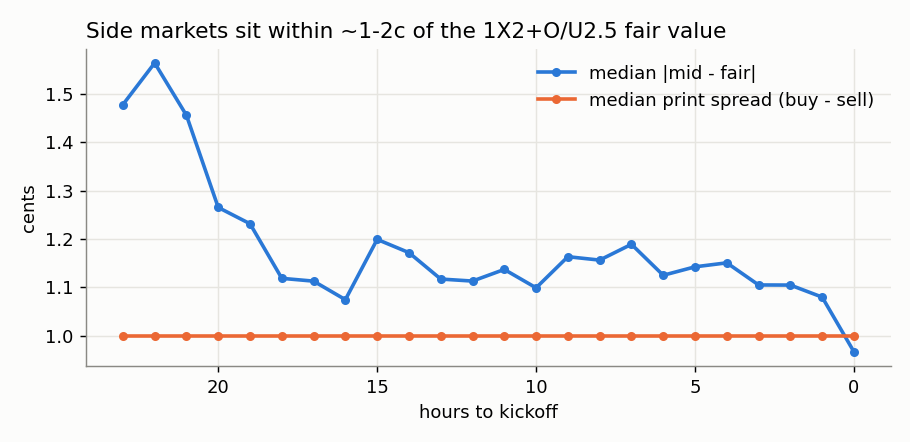 Side markets sit within ~1-2c of the 1X2+O/U2.5 fair value
median |mid - fair|
median print spread (buy - sell)
1.5
1.4
1.3
1.2
1.1
1.0
cents
20 15 10 5 0
hours to kickoff